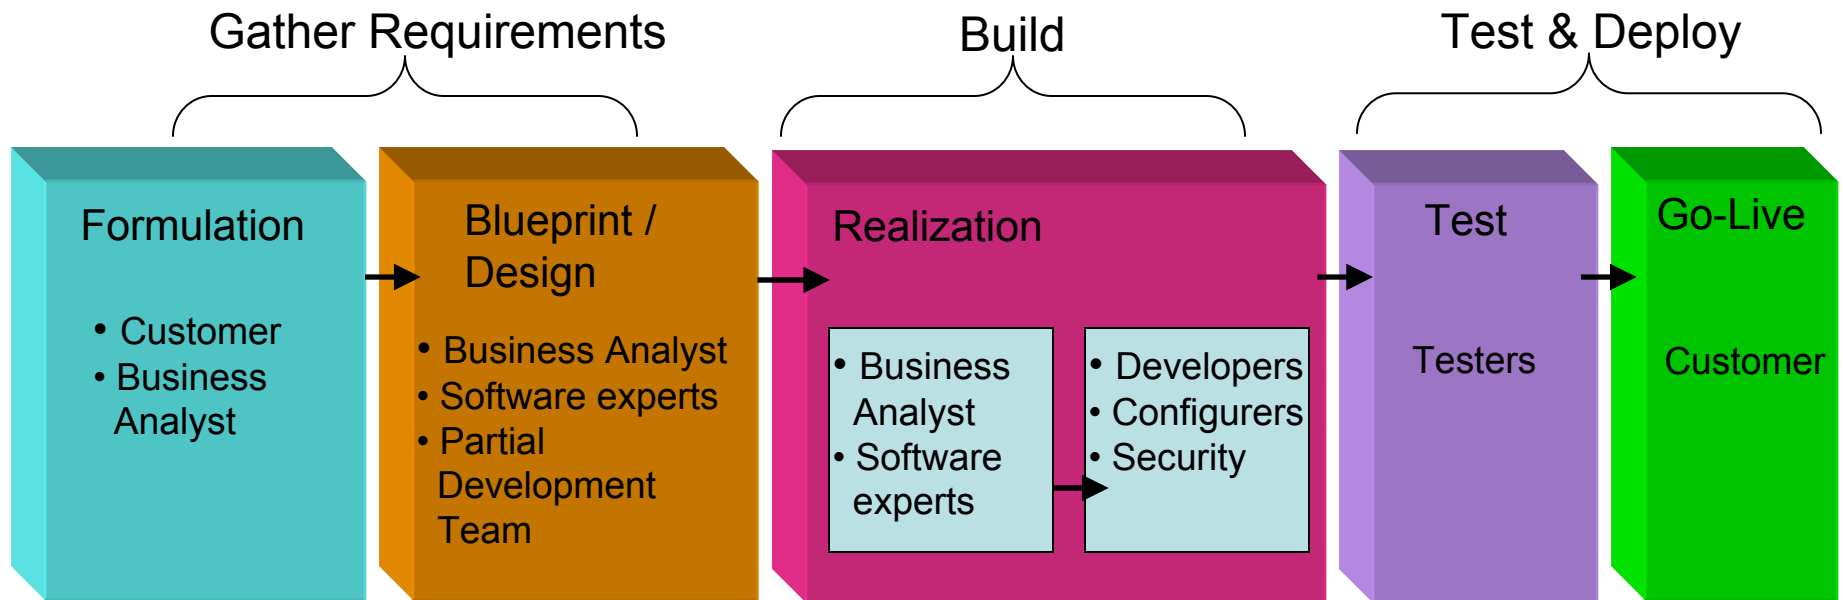 Gather Requirements
Build
Test & Deploy
Formulation
• Customer
• Business
Analyst
Blueprint /
Design
• Business Analyst
• Software experts
• Partial
Development
Team
Realization
• Business
Analyst
• Software
experts
• Developers
• Configurers
• Security
Test
Testers
Go-Live
Customer